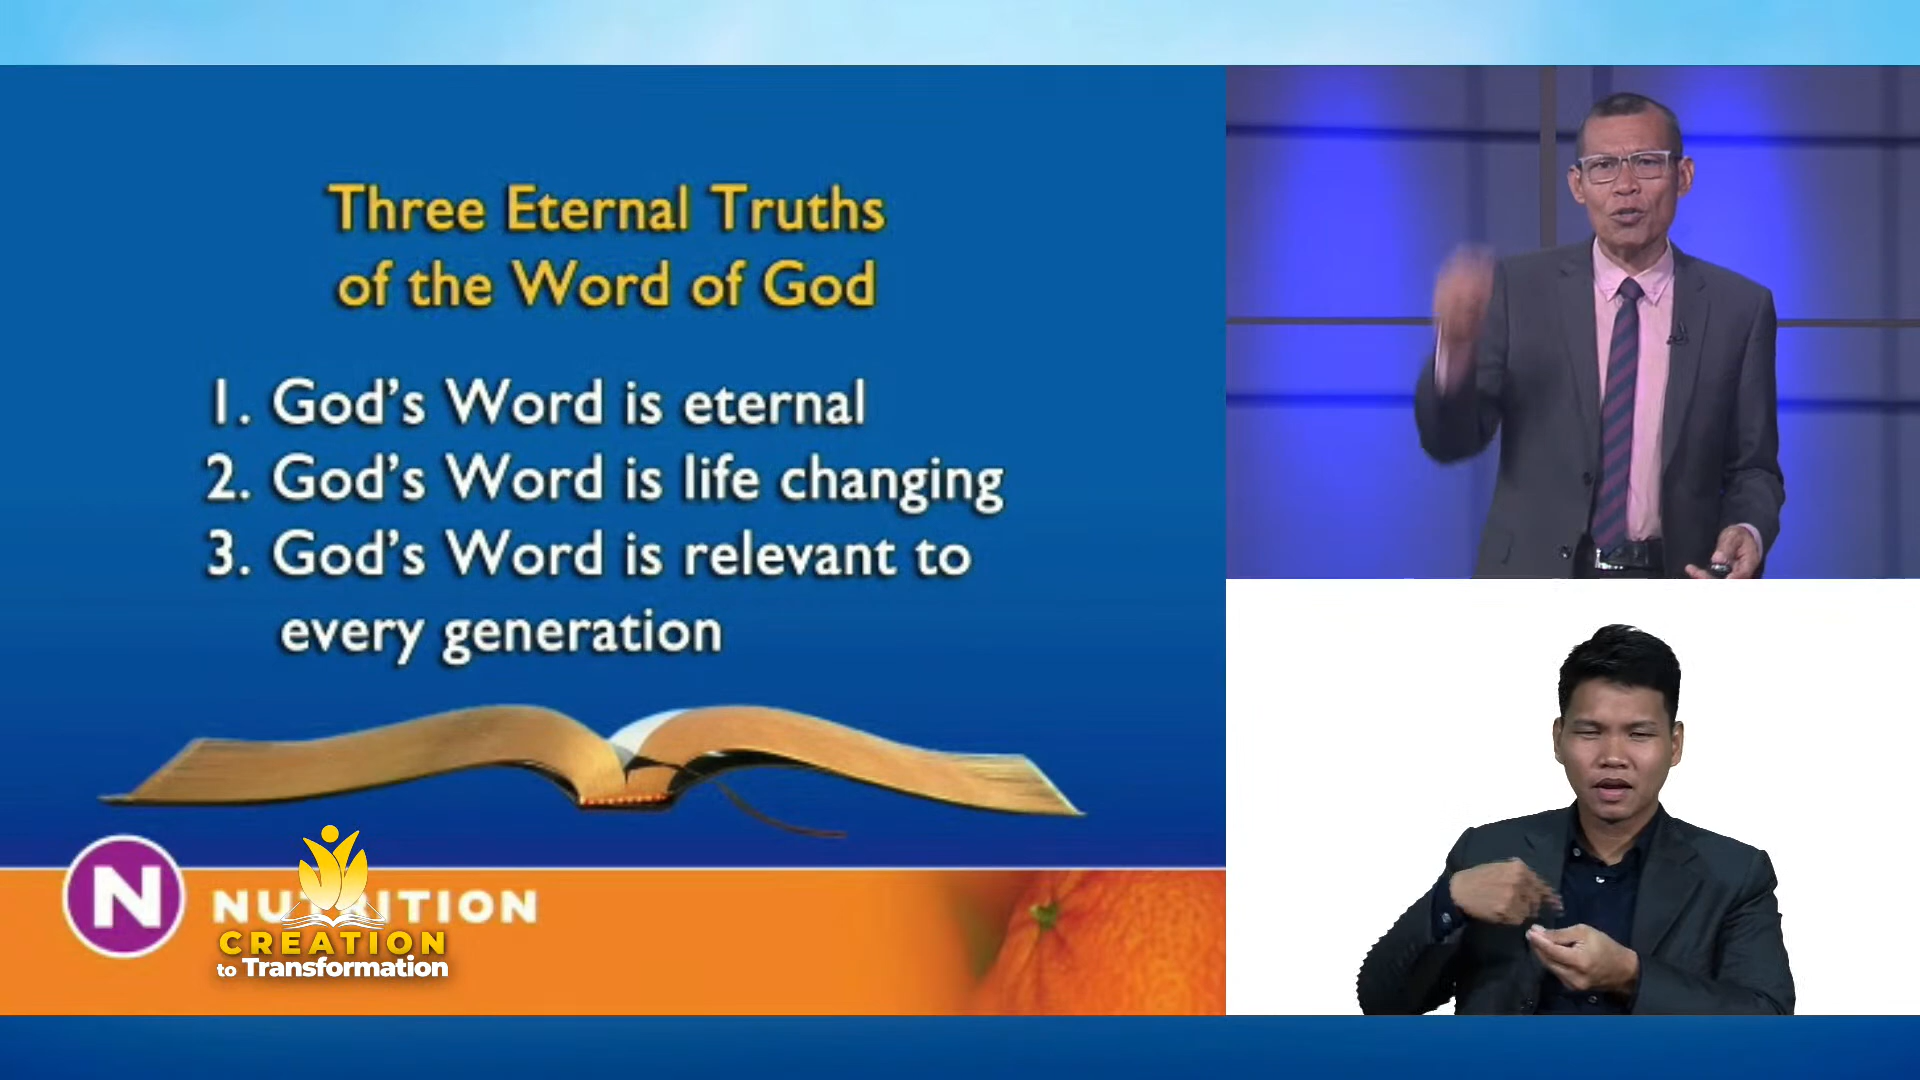 Three Eternal Truths
of the Word of God
1. God's Word is eternal
2. God's Word is life changing
3. God's Word is relevant to
every generation
N NUTRITION
CREATION
to Transformation